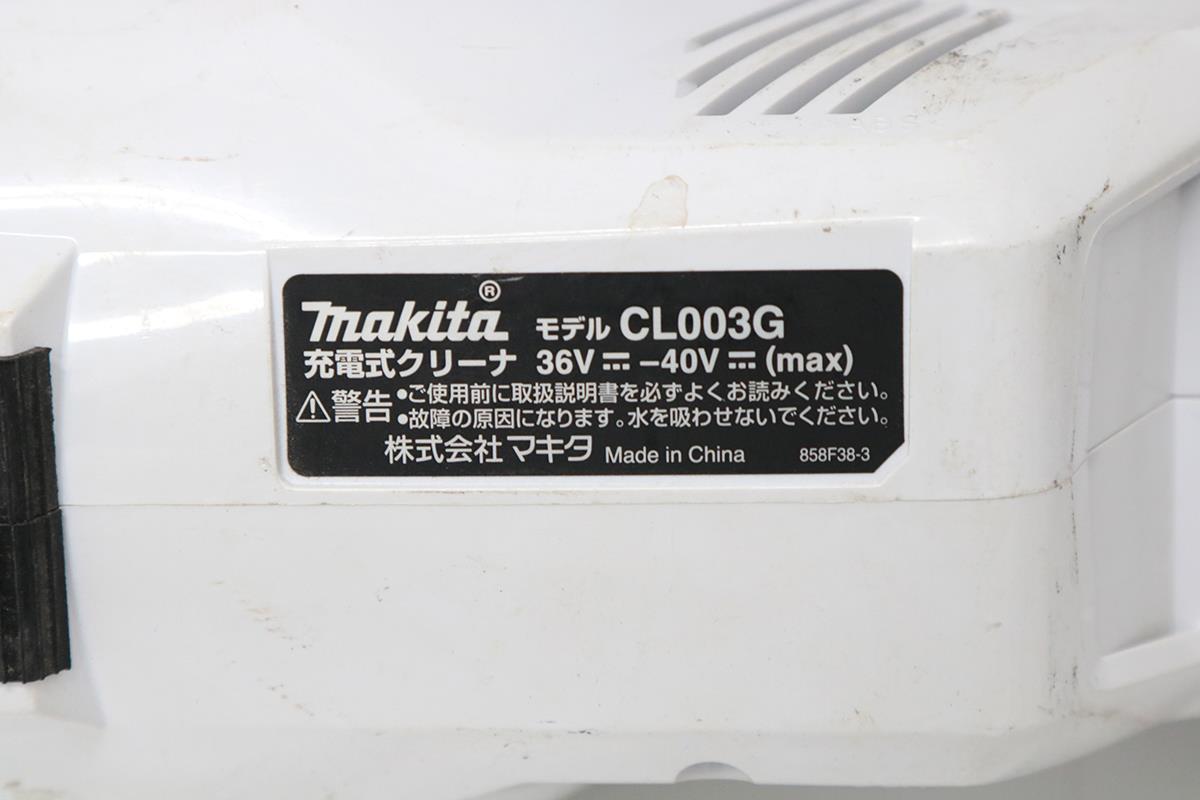 makita® モデル CL003G
充電式クリーナ 36V⎓–40V⎓(max)
⚠警告 •ご使用前に取扱説明書を必ずよくお読みください。
•故障の原因になります。水を吸わせないでください。
株式会社マキタ Made in China 858F38-3